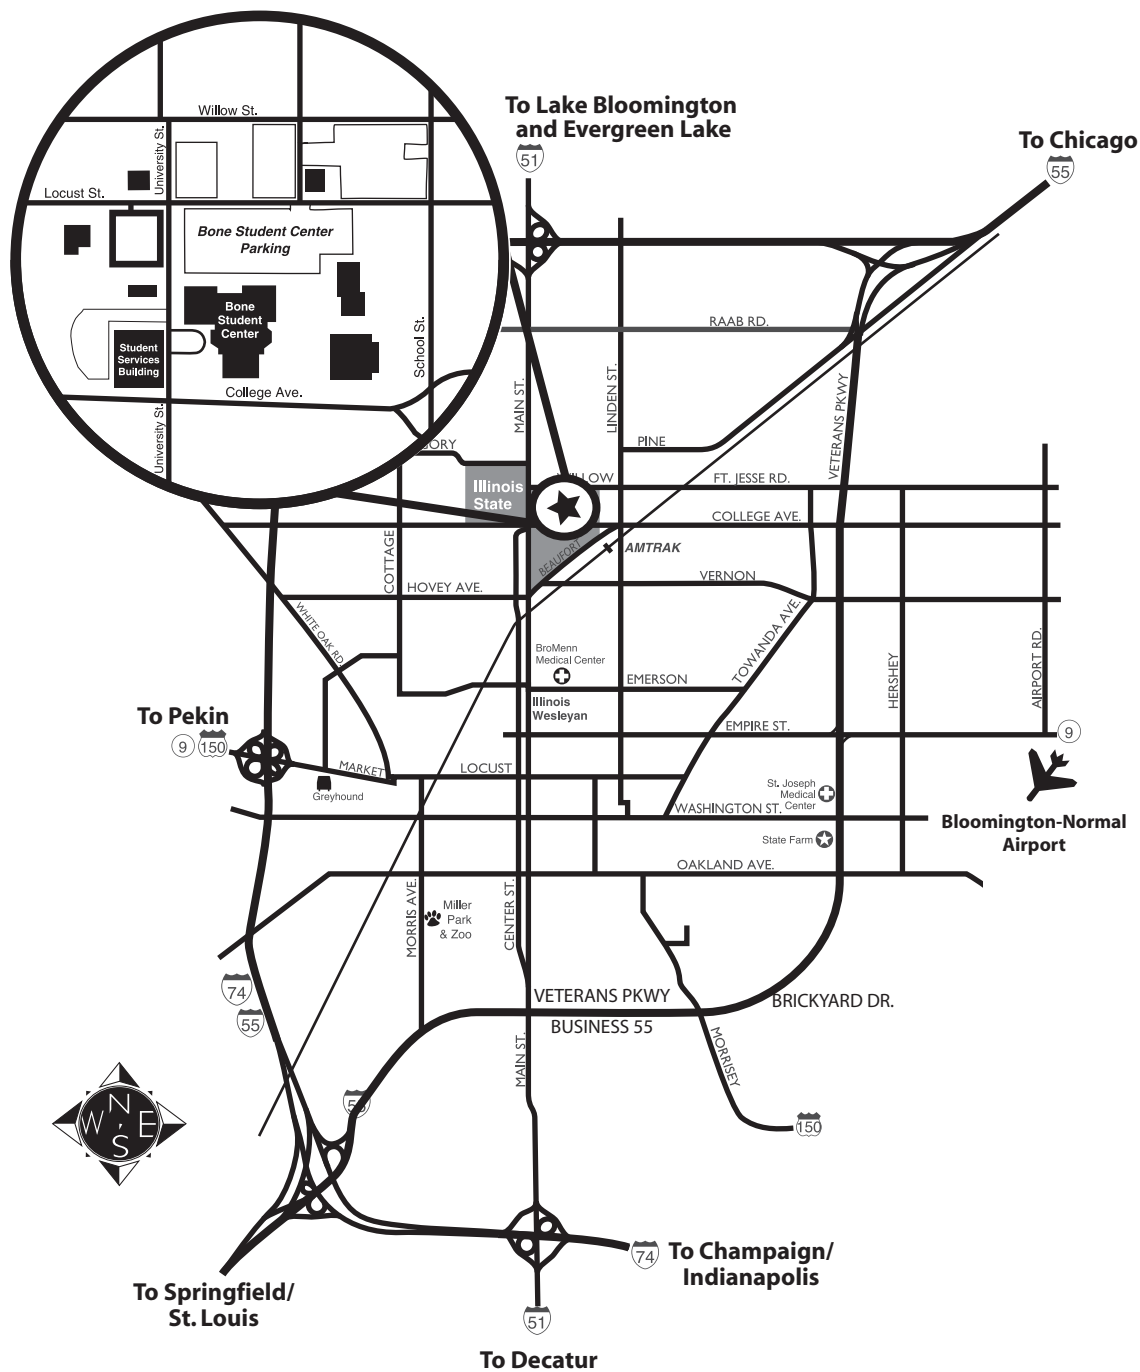 To Lake Bloomington
and Evergreen Lake
51
To Chicago
55
Willow St.
University St.
Locust St.
Bone Student Center
Parking
Bone
Student
Center
Student
Services
Building
School St.
College Ave.
University St.
RAAB RD.
MAIN ST.
LINDEN ST.
VETERANS PKWY
PINE
Illinois
State
FT. JESSE RD.
COLLEGE AVE.
BEAUFORT
AMTRAK
COTTAGE
HOVEY AVE.
VERNON
WHITE OAK RD.
TOWANDA AVE.
HERSHEY
AIRPORT RD.
BroMenn
Medical Center
EMERSON
Illinois
Wesleyan
To Pekin
9
150
EMPIRE ST.
9
MARKET
LOCUST
Greyhound
St. Joseph
Medical
Center
WASHINGTON ST.
Bloomington-Normal
Airport
State Farm
OAKLAND AVE.
MORRIS AVE.
Miller
Park
& Zoo
CENTER ST.
74
55
VETERANS PKWY
BUSINESS 55
BRICKYARD DR.
MAIN ST.
MORRISEY
150
N
W E
S
74
To Champaign/
Indianapolis
To Springfield/
St. Louis
51
To Decatur